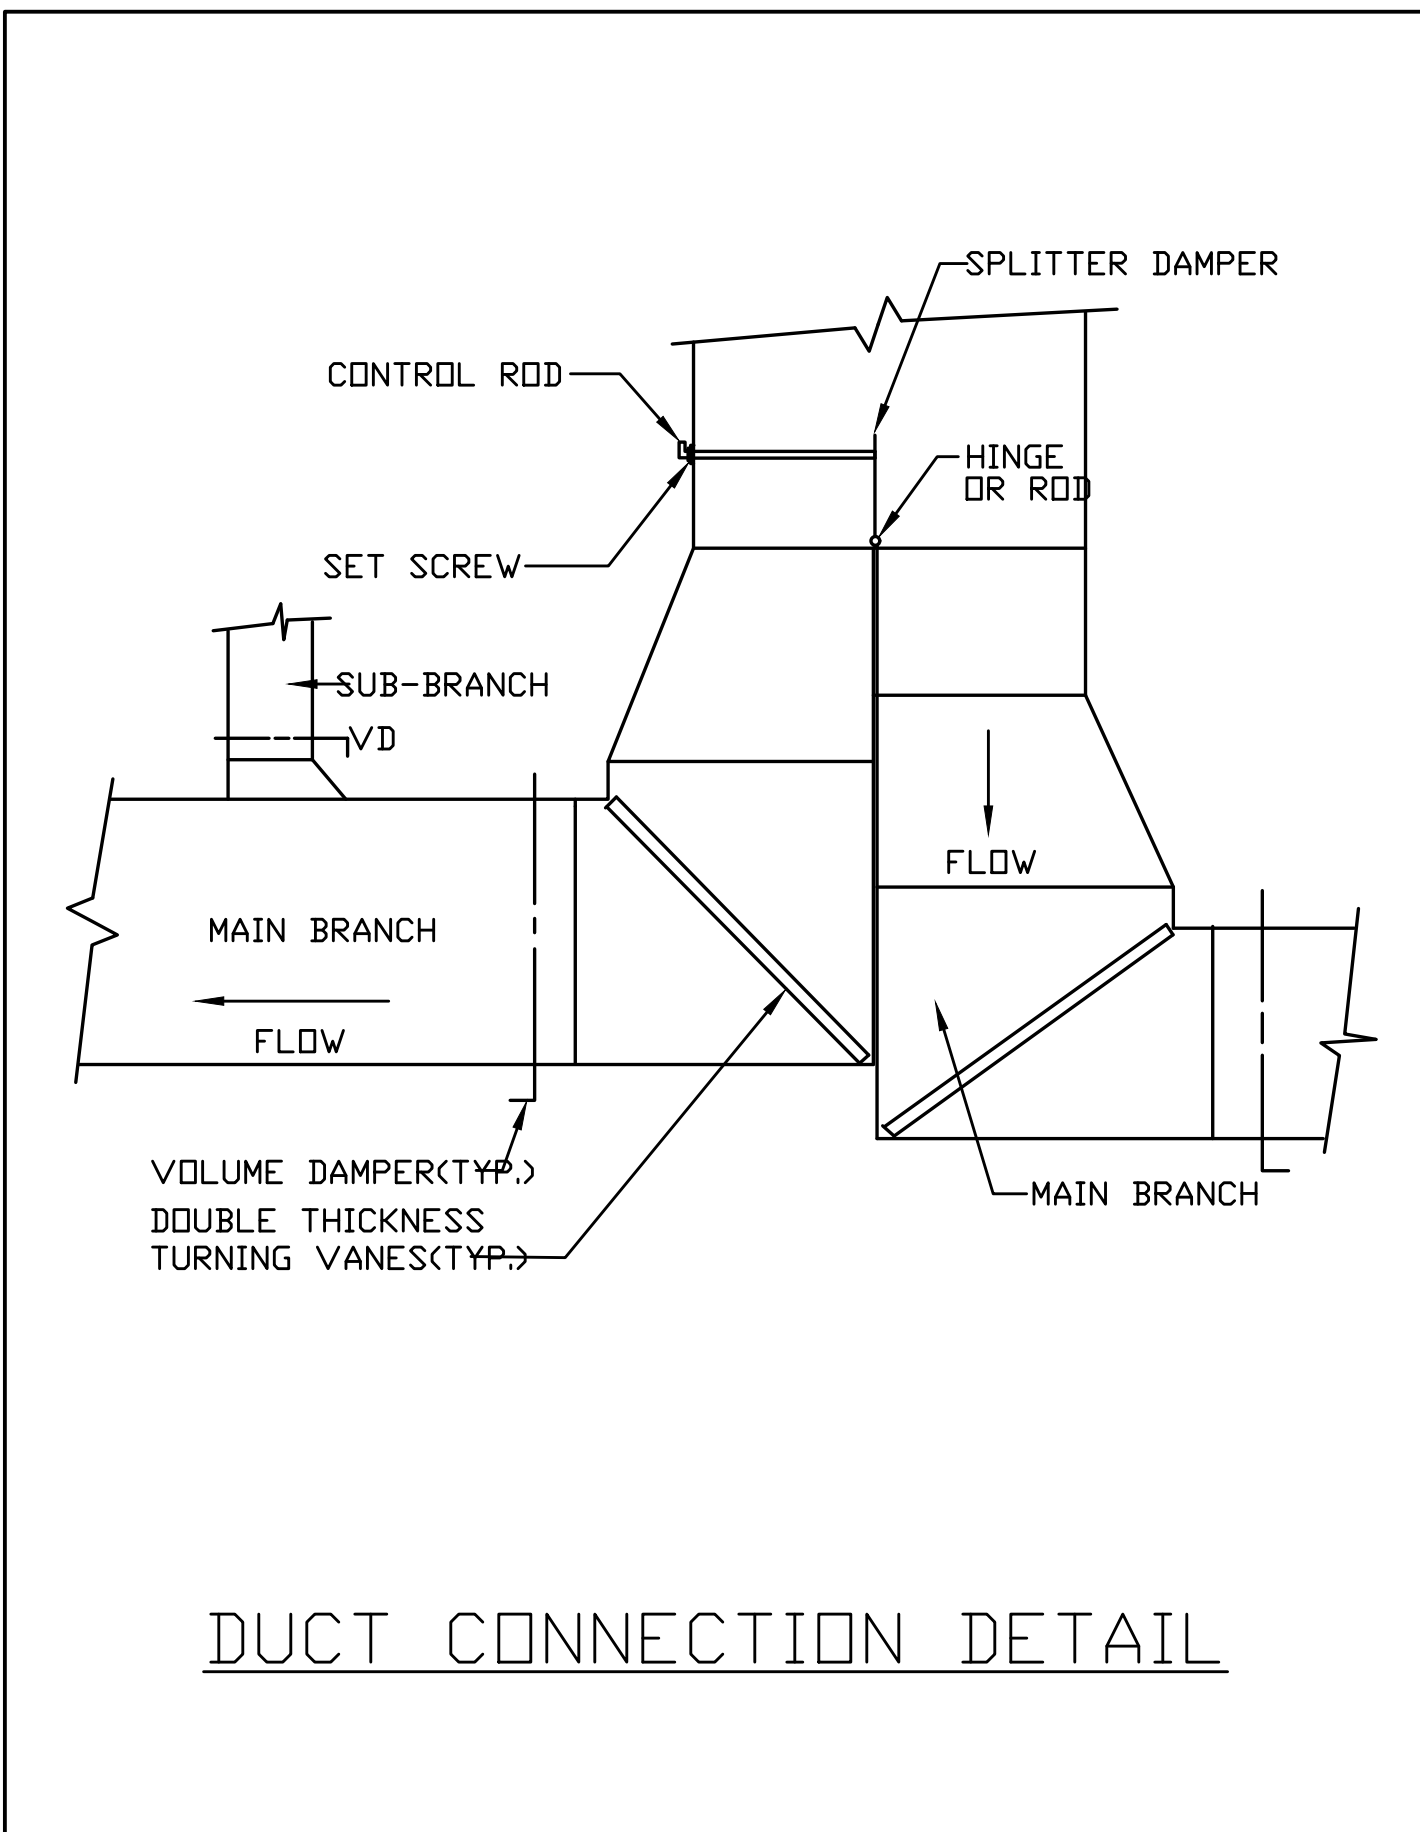 SPLITTER DAMPER
CONTROL ROD
HINGE
OR ROD
SET SCREW
SUB-BRANCH
VD
FLOW
MAIN BRANCH
FLOW
VOLUME DAMPER(TYP.)
MAIN BRANCH
DOUBLE THICKNESS
TURNING VANES(TYP.)
DUCT CONNECTION DETAIL